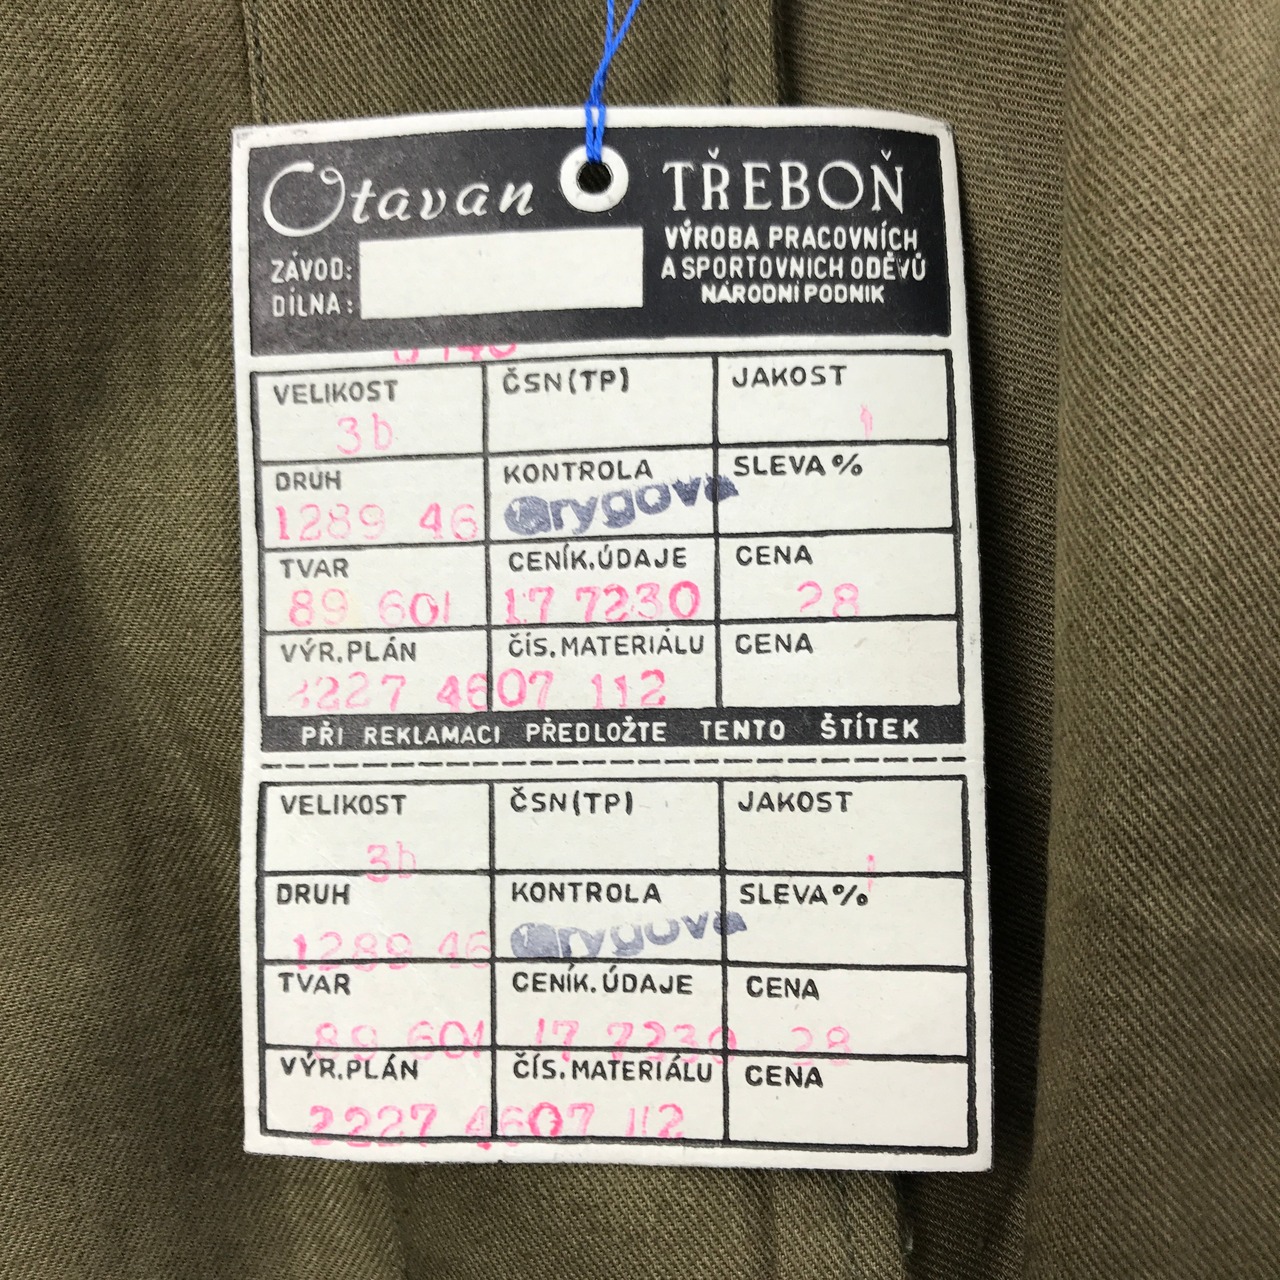 Otavan TŘEBOŇ
VÝROBA PRACOVNÍCH
ZÁVOD: A SPORTOVNÍCH ODĚVŮ
DÍLNA: NÁRODNÍ PODNIK
VELIKOST ČSN(TP) JAKOST
3b 1
DRUH KONTROLA SLEVA %
1289 46
TVAR CENÍK.ÚDAJE CENA
89 601 17 7230 28
VÝR.PLÁN ČÍS.MATERIÁLU CENA
2227 4607 112
PŘI REKLAMACI PŘEDLOŽTE TENTO ŠTÍTEK
VELIKOST ČSN(TP) JAKOST
3b 1
DRUH KONTROLA SLEVA %
1289 46
TVAR CENÍK.ÚDAJE CENA
89 601 17 7230 28
VÝR.PLÁN ČÍS.MATERIÁLU CENA
2227 4607 112